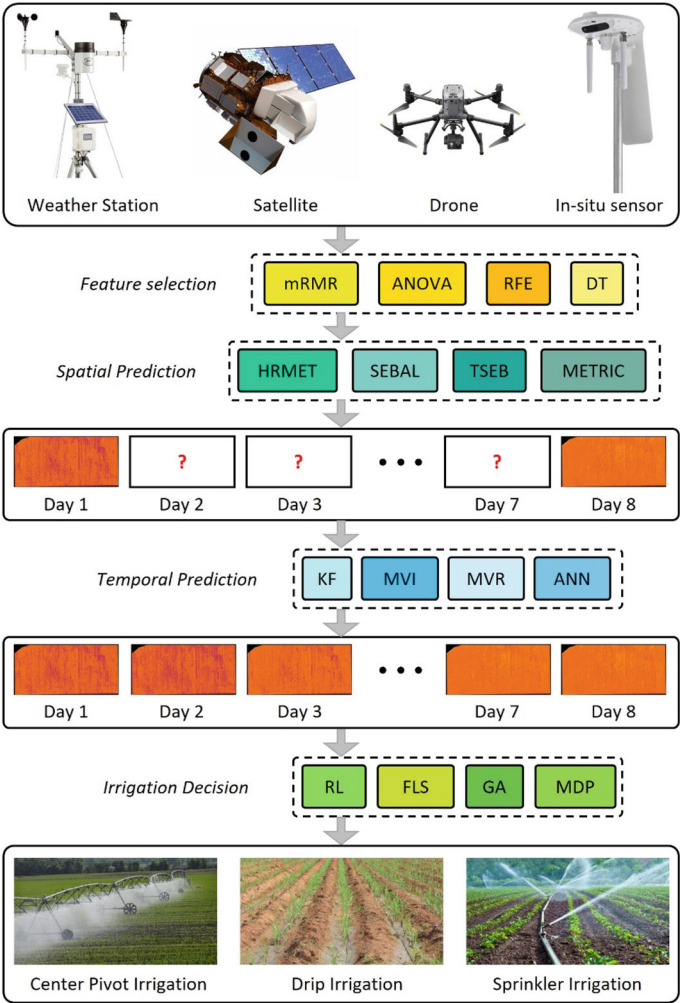 Weather Station Satellite Drone In-situ sensor
Feature selection mRMR ANOVA RFE DT
Spatial Prediction HRMET SEBAL TSEB METRIC
? ? ?
Day 1 Day 2 Day 3 Day 7 Day 8
Temporal Prediction KF MVI MVR ANN
Day 1 Day 2 Day 3 Day 7 Day 8
Irrigation Decision RL FLS GA MDP
Center Pivot Irrigation Drip Irrigation Sprinkler Irrigation